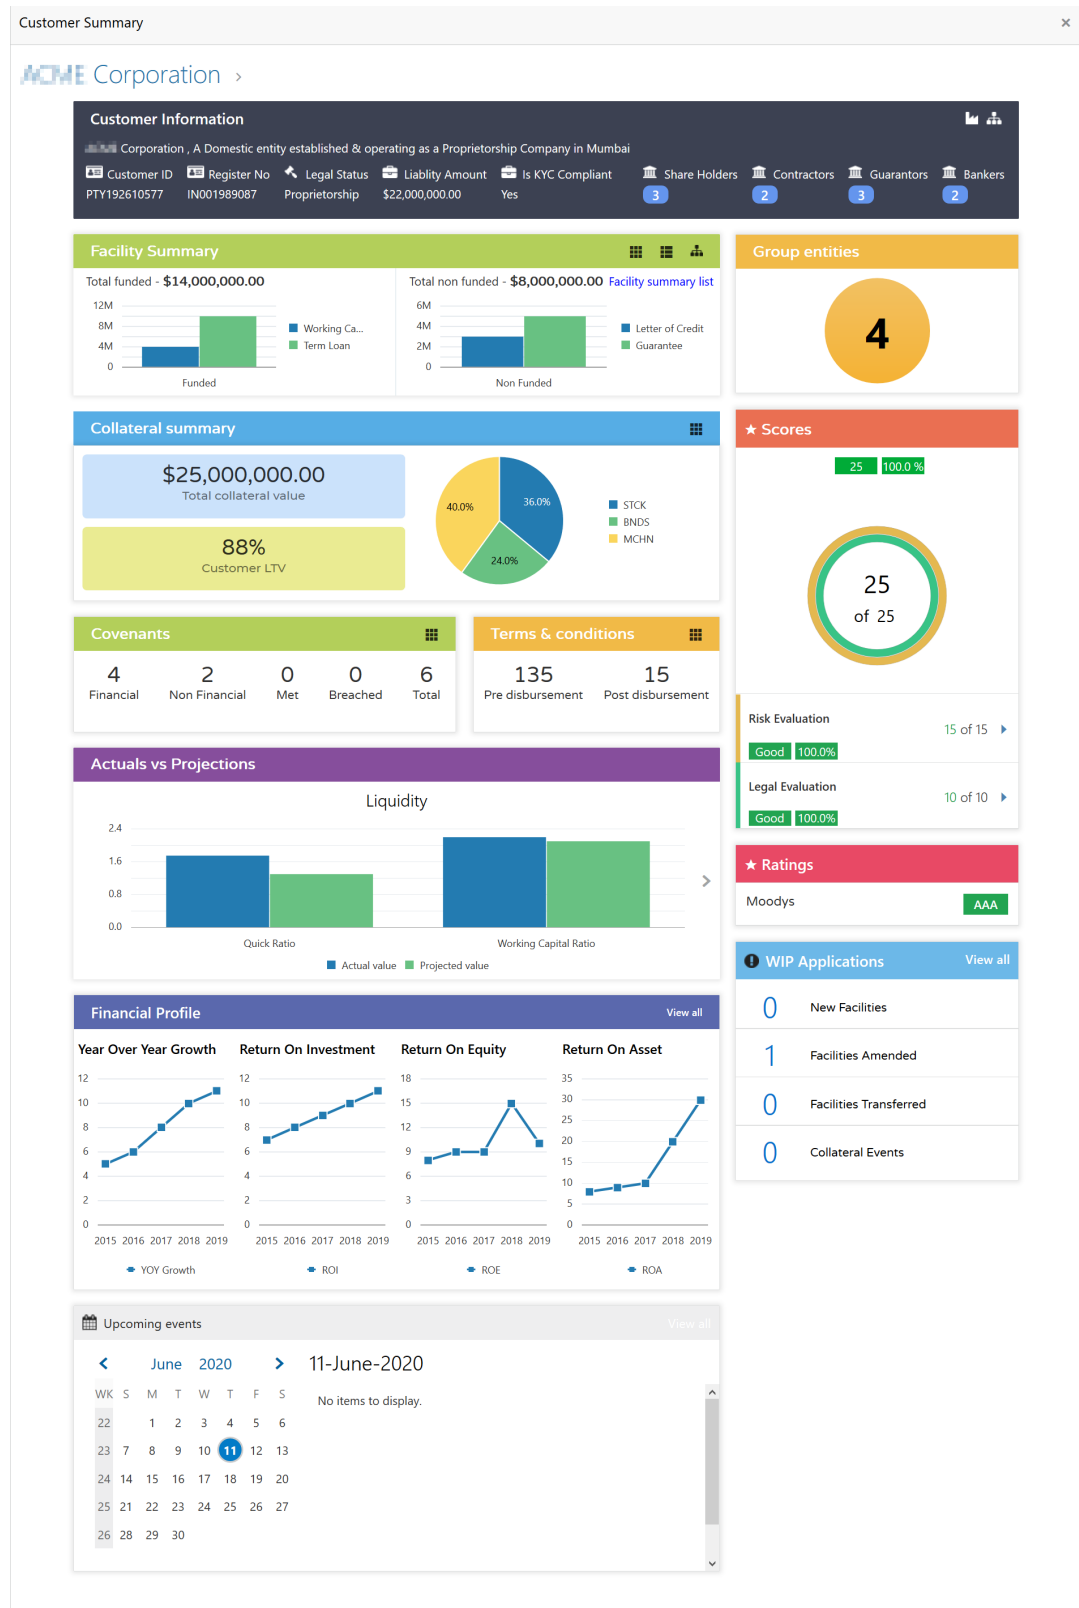 Customer Summary ×
ACME Corporation ›
Customer Information
Corporation , A Domestic entity established & operating as a Proprietorship Company in Mumbai
Customer ID Register No Legal Status Liablity Amount Is KYC Compliant Share Holders Contractors Guarantors Bankers
PTY192610577 IN001989087 Proprietorship $22,000,000.00 Yes 3 2 3 2
Facility Summary
Total funded - $14,000,000.00
12M
8M
4M
0
Funded
Working Ca...
Term Loan
Total non funded - $8,000,000.00 Facility summary list
6M
4M
2M
0
Non Funded
Letter of Credit
Guarantee
Group entities
4
Collateral summary
$25,000,000.00
Total collateral value
88%
Customer LTV
40.0%
36.0%
24.0%
STCK
BNDS
MCHN
Scores
25 100.0 %
25
of 25
Risk Evaluation
15 of 15
Good 100.0%
Legal Evaluation
10 of 10
Good 100.0%
Covenants
4 2 0 0 6
Financial Non Financial Met Breached Total
Terms & conditions
135 15
Pre disbursement Post disbursement
Actuals vs Projections
Liquidity
2.4
1.6
0.8
0.0
Quick Ratio Working Capital Ratio
Actual value Projected value
Ratings
Moodys AAA
WIP Applications View all
0 New Facilities
1 Facilities Amended
0 Facilities Transferred
0 Collateral Events
Financial Profile View all
Year Over Year Growth
12
10
8
6
4
2
0
2015 2016 2017 2018 2019
YOY Growth
Return On Investment
12
10
8
6
4
2
0
2015 2016 2017 2018 2019
ROI
Return On Equity
18
15
12
9
6
3
0
2015 2016 2017 2018 2019
ROE
Return On Asset
35
30
25
20
15
10
5
0
2015 2016 2017 2018 2019
ROA
Upcoming events View all
June 2020
WK S M T W T F S
22 1 2 3 4 5 6
23 7 8 9 10 11 12 13
24 14 15 16 17 18 19 20
25 21 22 23 24 25 26 27
26 28 29 30
11-June-2020
No items to display.